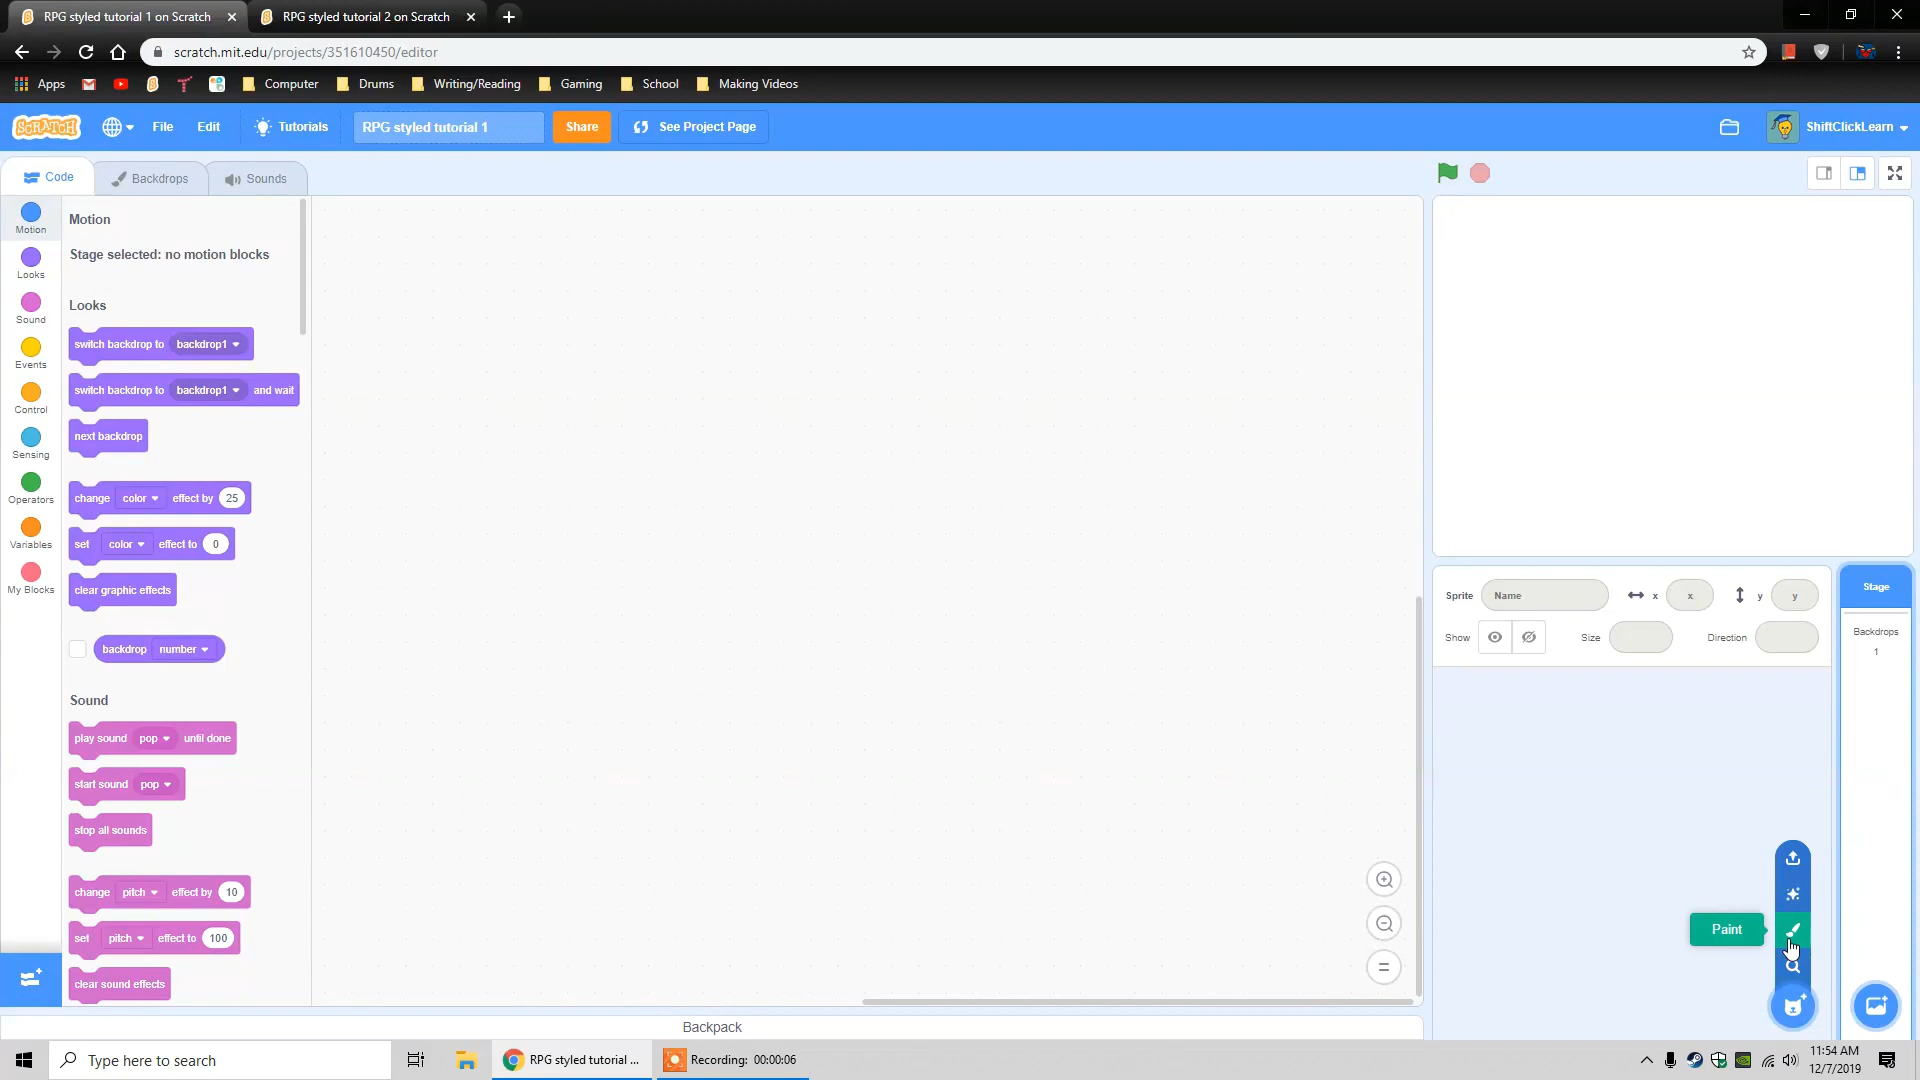 RPG styled tutorial 1 on Scratch
RPG styled tutorial 2 on Scratch
scratch.mit.edu/projects/351610450/editor
Apps
Computer
Drums
Writing/Reading
Gaming
School
Making Videos
SCRATCH
File
Edit
Tutorials
RPG styled tutorial 1
Share
See Project Page
ShiftClickLearn
Code
Backdrops
Sounds
Motion
Looks
Sound
Events
Control
Sensing
Operators
Variables
My Blocks
Motion
Stage selected: no motion blocks
Looks
switch backdrop to backdrop1
switch backdrop to backdrop1 and wait
next backdrop
change color effect by 25
set color effect to 0
clear graphic effects
backdrop number
Sound
play sound pop until done
start sound pop
stop all sounds
change pitch effect by 10
set pitch effect to 100
clear sound effects
Sprite Name x x y y
Show Size Direction
Stage
Backdrops
1
Paint
Backpack
Type here to search
RPG styled tutorial ...
Recording: 00:00:06
11:54 AM
12/7/2019